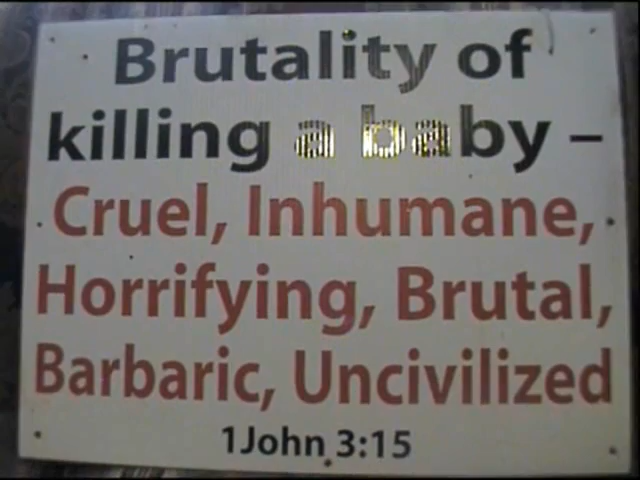 Brutality of
killing a baby –
Cruel, Inhumane,
Horrifying, Brutal,
Barbaric, Uncivilized
1John 3:15